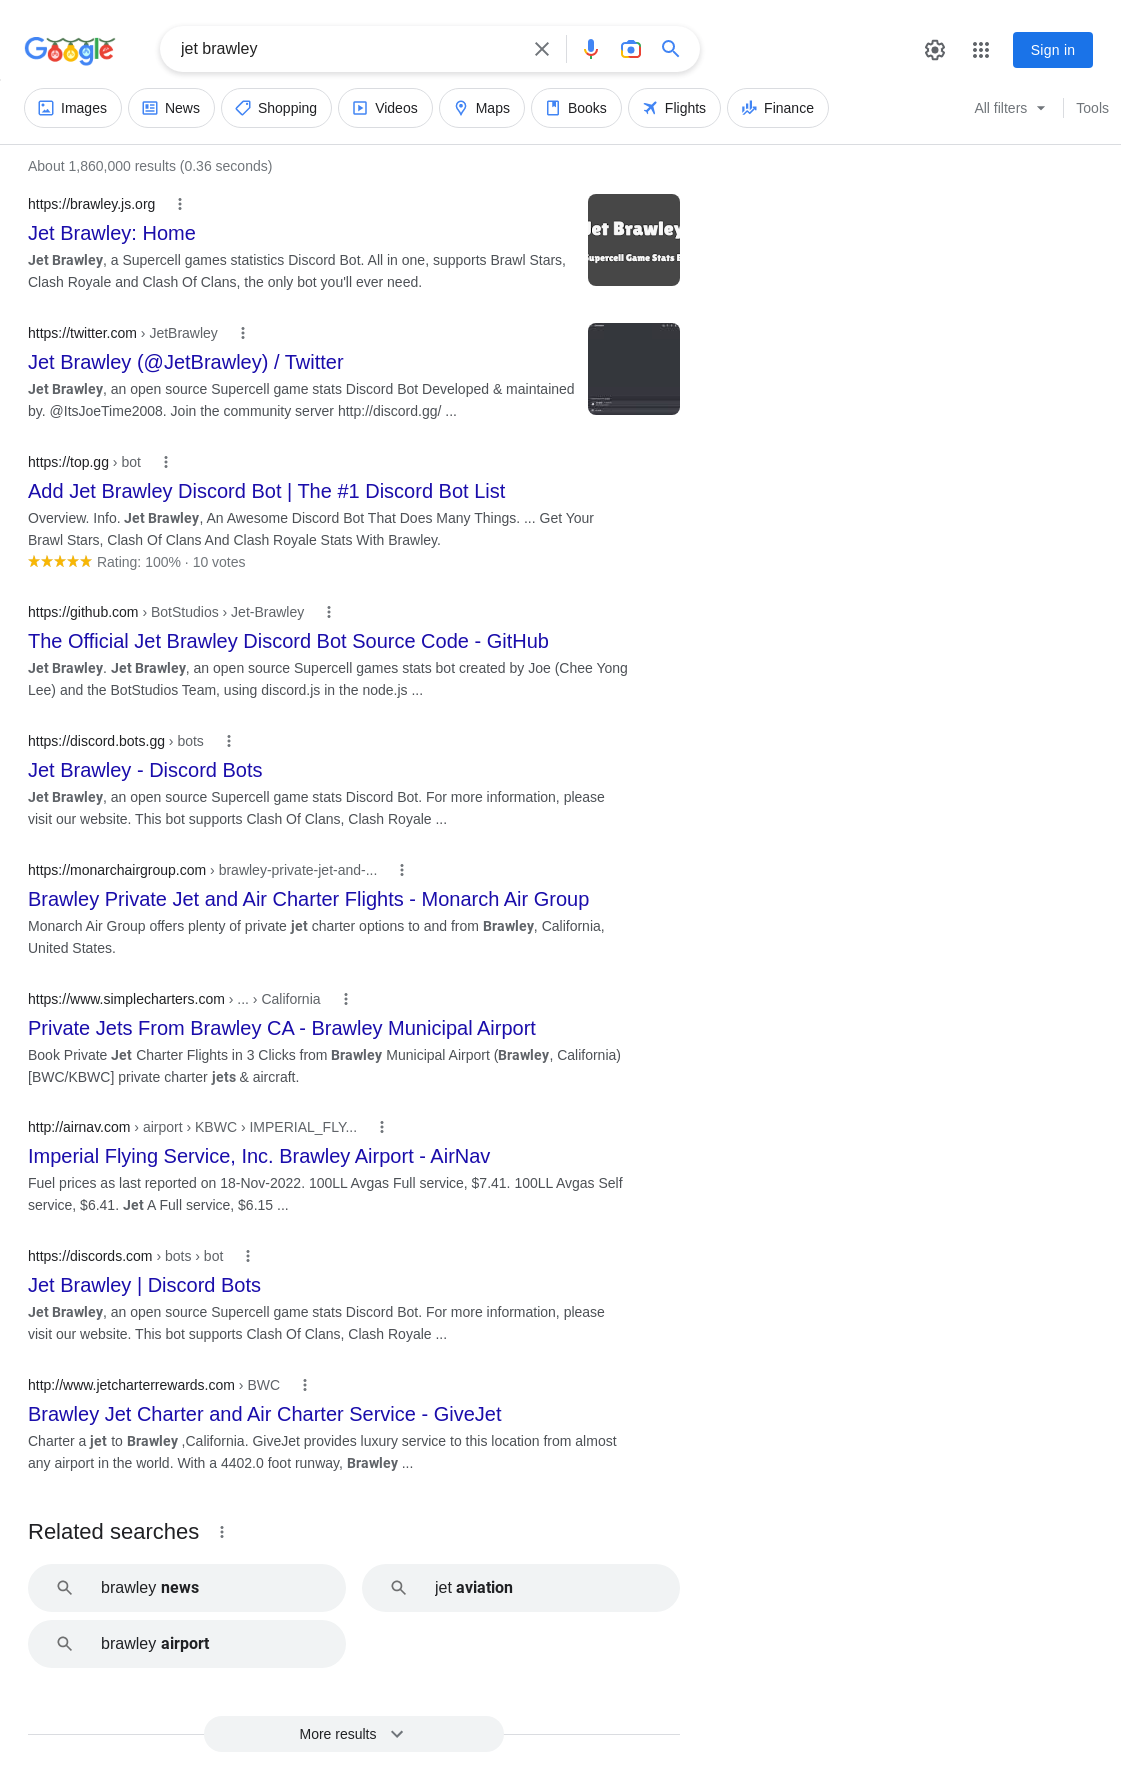 Google
jet brawley
Sign in
Images
News
Shopping
Videos
Maps
Books
Flights
Finance
All filters
Tools
About 1,860,000 results (0.36 seconds)
https://brawley.js.org
Jet Brawley: Home
Jet Brawley, a Supercell games statistics Discord Bot. All in one, supports Brawl Stars,
Clash Royale and Clash Of Clans, the only bot you'll ever need.
Jet Brawley
Supercell Game Stats
https://twitter.com › JetBrawley
Jet Brawley (@JetBrawley) / Twitter
Jet Brawley, an open source Supercell game stats Discord Bot Developed & maintained
by. @ItsJoeTime2008. Join the community server http://discord.gg/ ...
https://top.gg › bot
Add Jet Brawley Discord Bot | The #1 Discord Bot List
Overview. Info. Jet Brawley, An Awesome Discord Bot That Does Many Things. ... Get Your
Brawl Stars, Clash Of Clans And Clash Royale Stats With Brawley.
Rating: 100% · 10 votes
https://github.com › BotStudios › Jet-Brawley
The Official Jet Brawley Discord Bot Source Code - GitHub
Jet Brawley. Jet Brawley, an open source Supercell games stats bot created by Joe (Chee Yong
Lee) and the BotStudios Team, using discord.js in the node.js ...
https://discord.bots.gg › bots
Jet Brawley - Discord Bots
Jet Brawley, an open source Supercell game stats Discord Bot. For more information, please
visit our website. This bot supports Clash Of Clans, Clash Royale ...
https://monarchairgroup.com › brawley-private-jet-and-...
Brawley Private Jet and Air Charter Flights - Monarch Air Group
Monarch Air Group offers plenty of private jet charter options to and from Brawley, California,
United States.
https://www.simplecharters.com › ... › California
Private Jets From Brawley CA - Brawley Municipal Airport
Book Private Jet Charter Flights in 3 Clicks from Brawley Municipal Airport (Brawley, California)
[BWC/KBWC] private charter jets & aircraft.
http://airnav.com › airport › KBWC › IMPERIAL_FLY...
Imperial Flying Service, Inc. Brawley Airport - AirNav
Fuel prices as last reported on 18-Nov-2022. 100LL Avgas Full service, $7.41. 100LL Avgas Self
service, $6.41. Jet A Full service, $6.15 ...
https://discords.com › bots › bot
Jet Brawley | Discord Bots
Jet Brawley, an open source Supercell game stats Discord Bot. For more information, please
visit our website. This bot supports Clash Of Clans, Clash Royale ...
http://www.jetcharterrewards.com › BWC
Brawley Jet Charter and Air Charter Service - GiveJet
Charter a jet to Brawley ,California. GiveJet provides luxury service to this location from almost
any airport in the world. With a 4402.0 foot runway, Brawley ...
Related searches
brawley news
jet aviation
brawley airport
More results